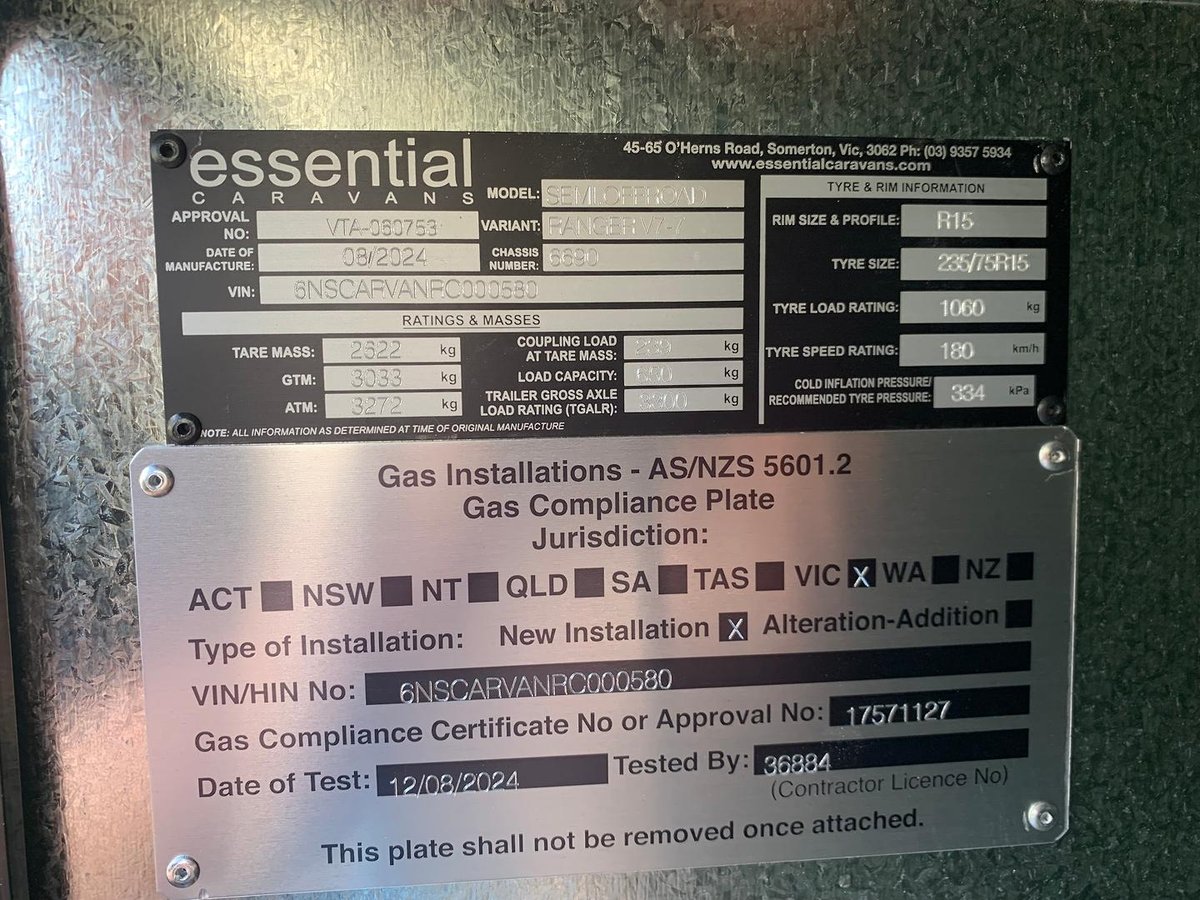 essential
CARAVANS
45-65 O'Herns Road, Somerton, Vic, 3062 Ph: (03) 9357 5934
www.essentialcaravans.com
MODEL: SEMI.OFFROAD
APPROVAL NO: VTA-060753
VARIANT: RANGER V7-7
DATE OF MANUFACTURE: 08/2024
CHASSIS NUMBER: 6690
VIN: 6NSCARVANRC000580
RATINGS & MASSES
TARE MASS: 2622 kg
GTM: 3033 kg
ATM: 3272 kg
COUPLING LOAD AT TARE MASS: 239 kg
LOAD CAPACITY: 650 kg
TRAILER GROSS AXLE LOAD RATING (TGALR): kg
NOTE: ALL INFORMATION AS DETERMINED AT TIME OF ORIGINAL MANUFACTURE
TYRE & RIM INFORMATION
RIM SIZE & PROFILE: R15
TYRE SIZE: 235/75R15
TYRE LOAD RATING: 1060 kg
TYRE SPEED RATING: 180 km/h
COLD INFLATION PRESSURE/
RECOMMENDED TYRE PRESSURE: 334 kPa
Gas Installations - AS/NZS 5601.2
Gas Compliance Plate
Jurisdiction:
ACT NSW NT QLD SA TAS VIC X WA NZ
Type of Installation: New Installation X Alteration-Addition
VIN/HIN No: 6NSCARVANRC000580
Gas Compliance Certificate No or Approval No: 17571127
Date of Test: 12/08/2024 Tested By: 36884
(Contractor Licence No)
This plate shall not be removed once attached.